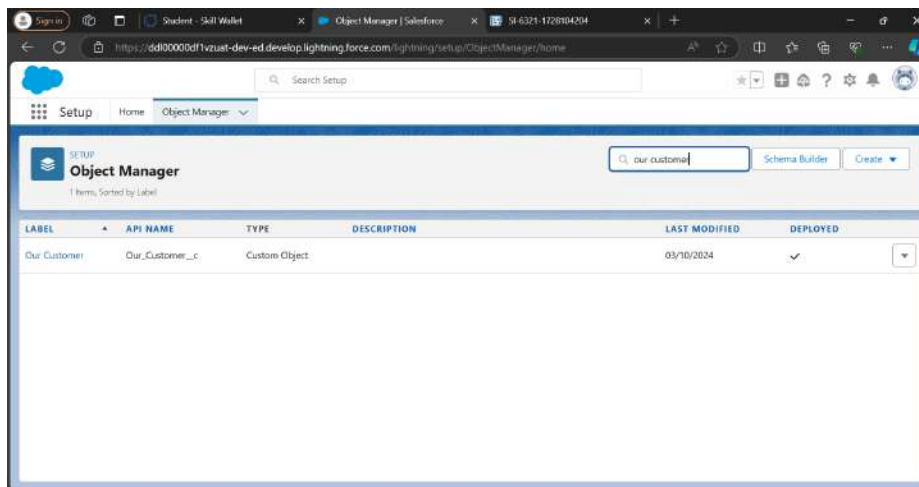 Sign in
Student - Skill Wallet
Object Manager | Salesforce
SI-6321-1728104204
https://ddl00000df1vzuat-dev-ed.develop.lightning.force.com/lightning/setup/ObjectManager/home
Search Setup
Setup Home Object Manager
SETUP
Object Manager
1 Items, Sorted by Label
our customer
Schema Builder
Create
LABEL API NAME TYPE DESCRIPTION LAST MODIFIED DEPLOYED
Our Customer Our_Customer__c Custom Object 03/10/2024